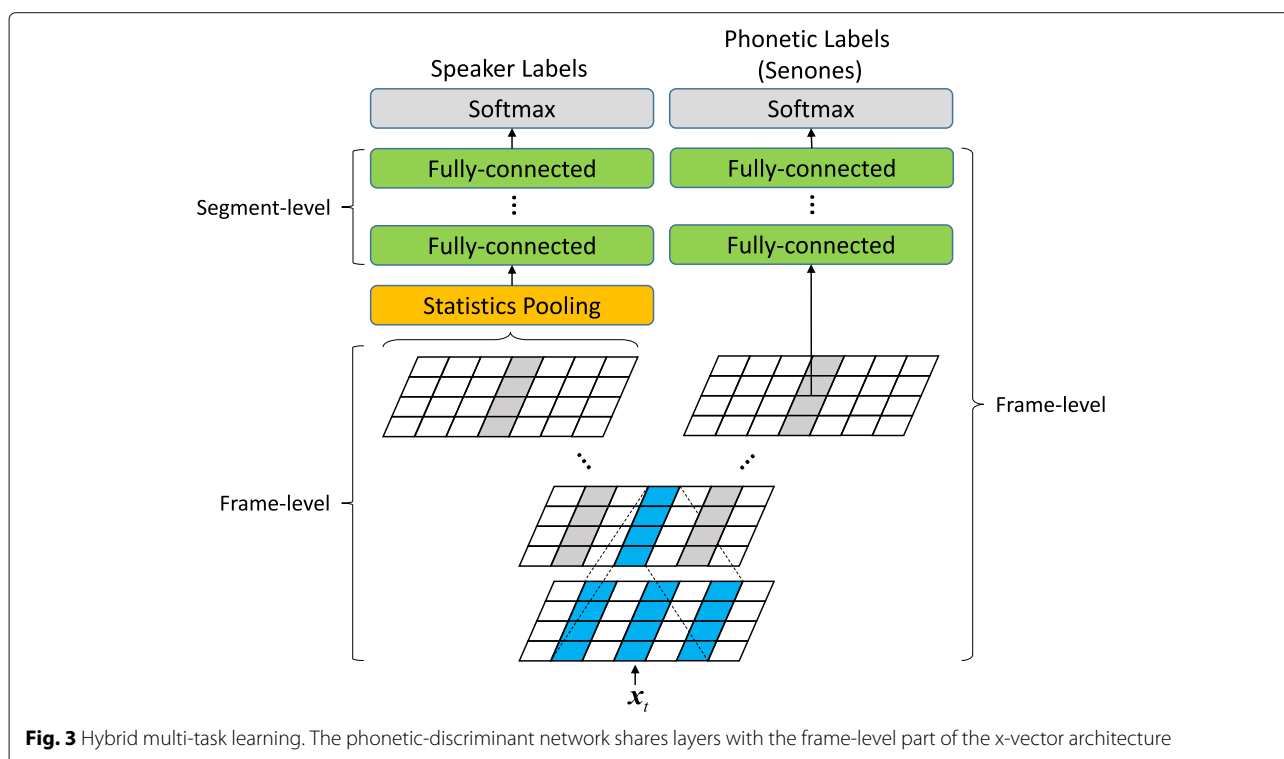 Phonetic Labels
(Senones)
Speaker Labels
Softmax
Softmax
Fully-connected
Fully-connected
Segment-level
Fully-connected
Fully-connected
Statistics Pooling
Frame-level
Frame-level
x_t
Fig. 3 Hybrid multi-task learning. The phonetic-discriminant network shares layers with the frame-level part of the x-vector architecture